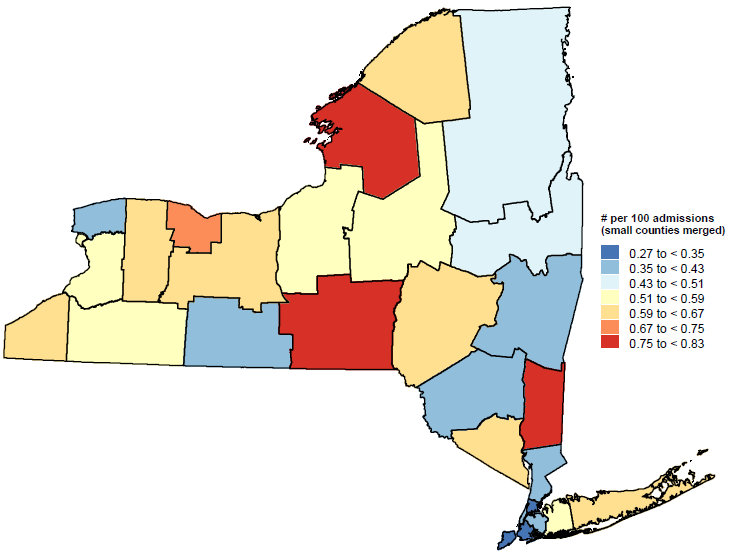 # per 100 admissions
(small counties merged)
0.27 to < 0.35
0.35 to < 0.43
0.43 to < 0.51
0.51 to < 0.59
0.59 to < 0.67
0.67 to < 0.75
0.75 to < 0.83